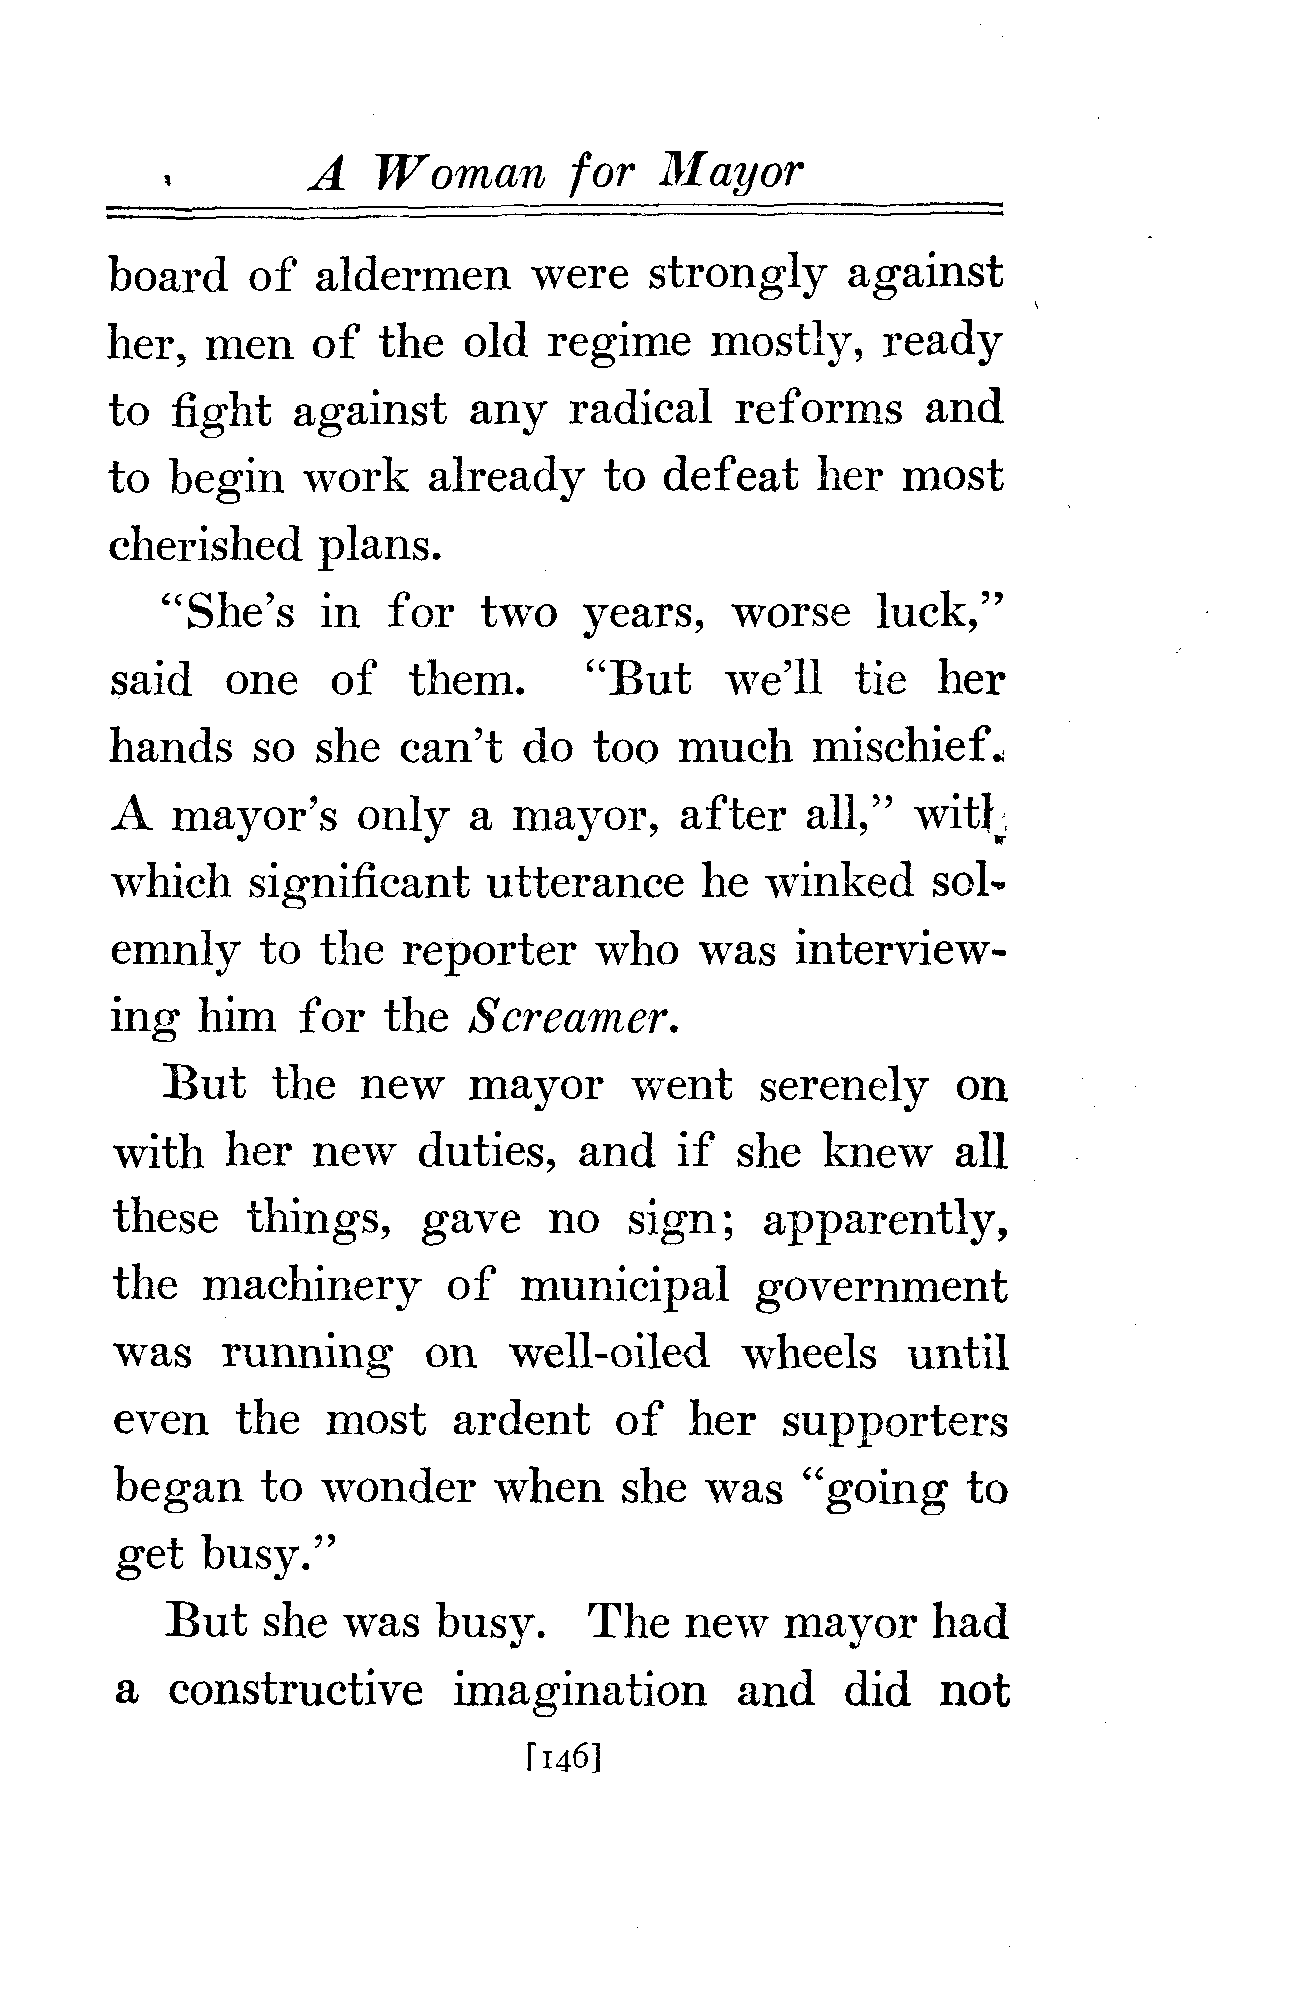 A Woman for Mayor
board of aldermen were strongly against
her, men of the old regime mostly, ready
to fight against any radical reforms and
to begin work already to defeat her most
cherished plans.
“She’s in for two years, worse luck,”
said one of them. “But we’ll tie her
hands so she can’t do too much mischief.
A mayor’s only a mayor, after all,” with
which significant utterance he winked sol-
emnly to the reporter who was interview-
ing him for the Screamer.
But the new mayor went serenely on
with her new duties, and if she knew all
these things, gave no sign; apparently,
the machinery of municipal government
was running on well-oiled wheels until
even the most ardent of her supporters
began to wonder when she was “going to
get busy.”
But she was busy. The new mayor had
a constructive imagination and did not
[146]